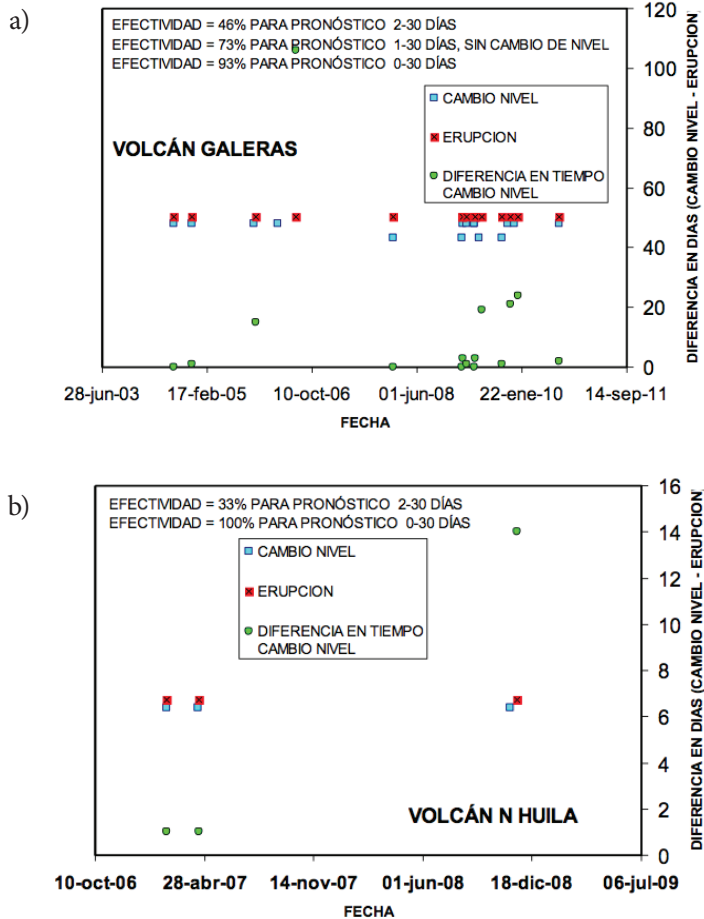 a)
EFECTIVIDAD = 46% PARA PRONÓSTICO 2-30 DÍAS
EFECTIVIDAD = 73% PARA PRONÓSTICO 1-30 DÍAS, SIN CAMBIO DE NIVEL
EFECTIVIDAD = 93% PARA PRONÓSTICO 0-30 DÍAS
CAMBIO NIVEL
ERUPCION
DIFERENCIA EN TIEMPO
CAMBIO NIVEL
VOLCÁN GALERAS
120
100
80
60
40
20
0
DIFERENCIA EN DIAS (CAMBIO NIVEL - ERUPCION)
28-jun-03 17-feb-05 10-oct-06 01-jun-08 22-ene-10 14-sep-11
FECHA
b)
EFECTIVIDAD = 33% PARA PRONÓSTICO 2-30 DÍAS
EFECTIVIDAD = 100% PARA PRONÓSTICO 0-30 DÍAS
CAMBIO NIVEL
ERUPCION
DIFERENCIA EN TIEMPO
CAMBIO NIVEL
VOLCÁN N HUILA
16
14
12
10
8
6
4
2
0
DIFERENCIA EN DIAS (CAMBIO NIVEL - ERUPCION)
10-oct-06 28-abr-07 14-nov-07 01-jun-08 18-dic-08 06-jul-09
FECHA